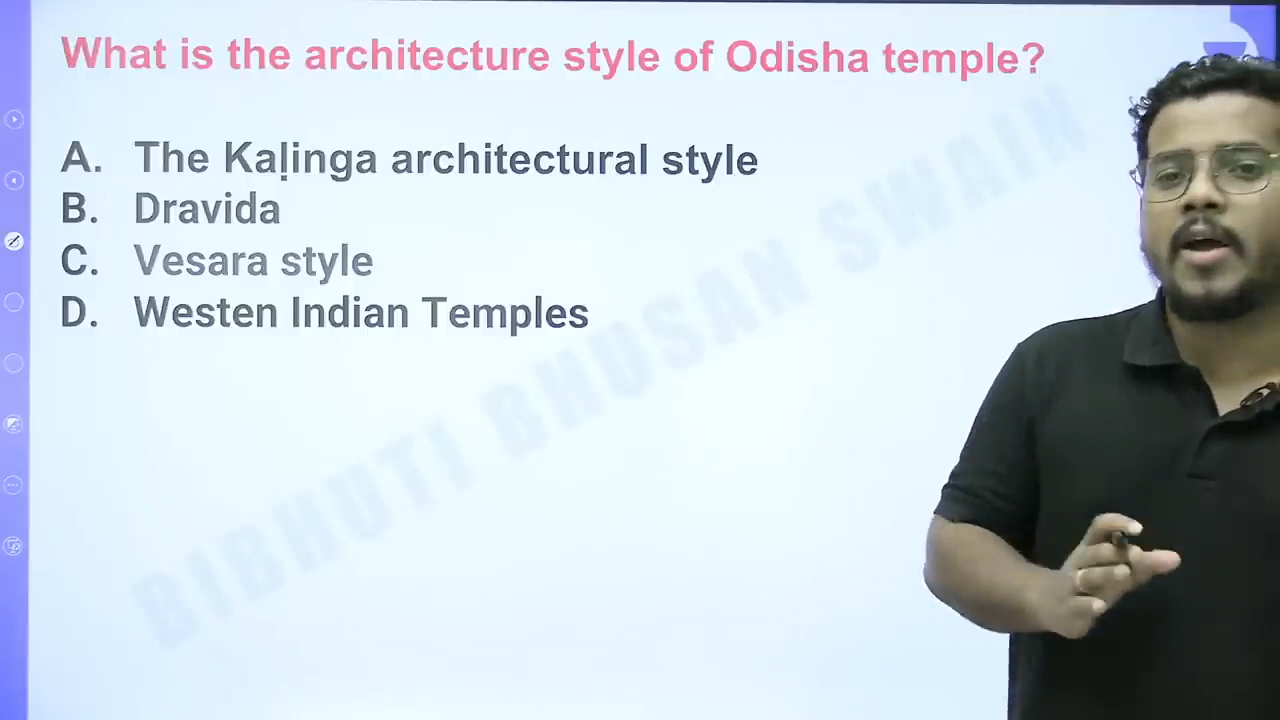 What is the architecture style of Odisha temple?
A. The Kaḷinga architectural style
B. Dravida
C. Vesara style
D. Westen Indian Temples
BIBHUTI BHUSAN SWAIN